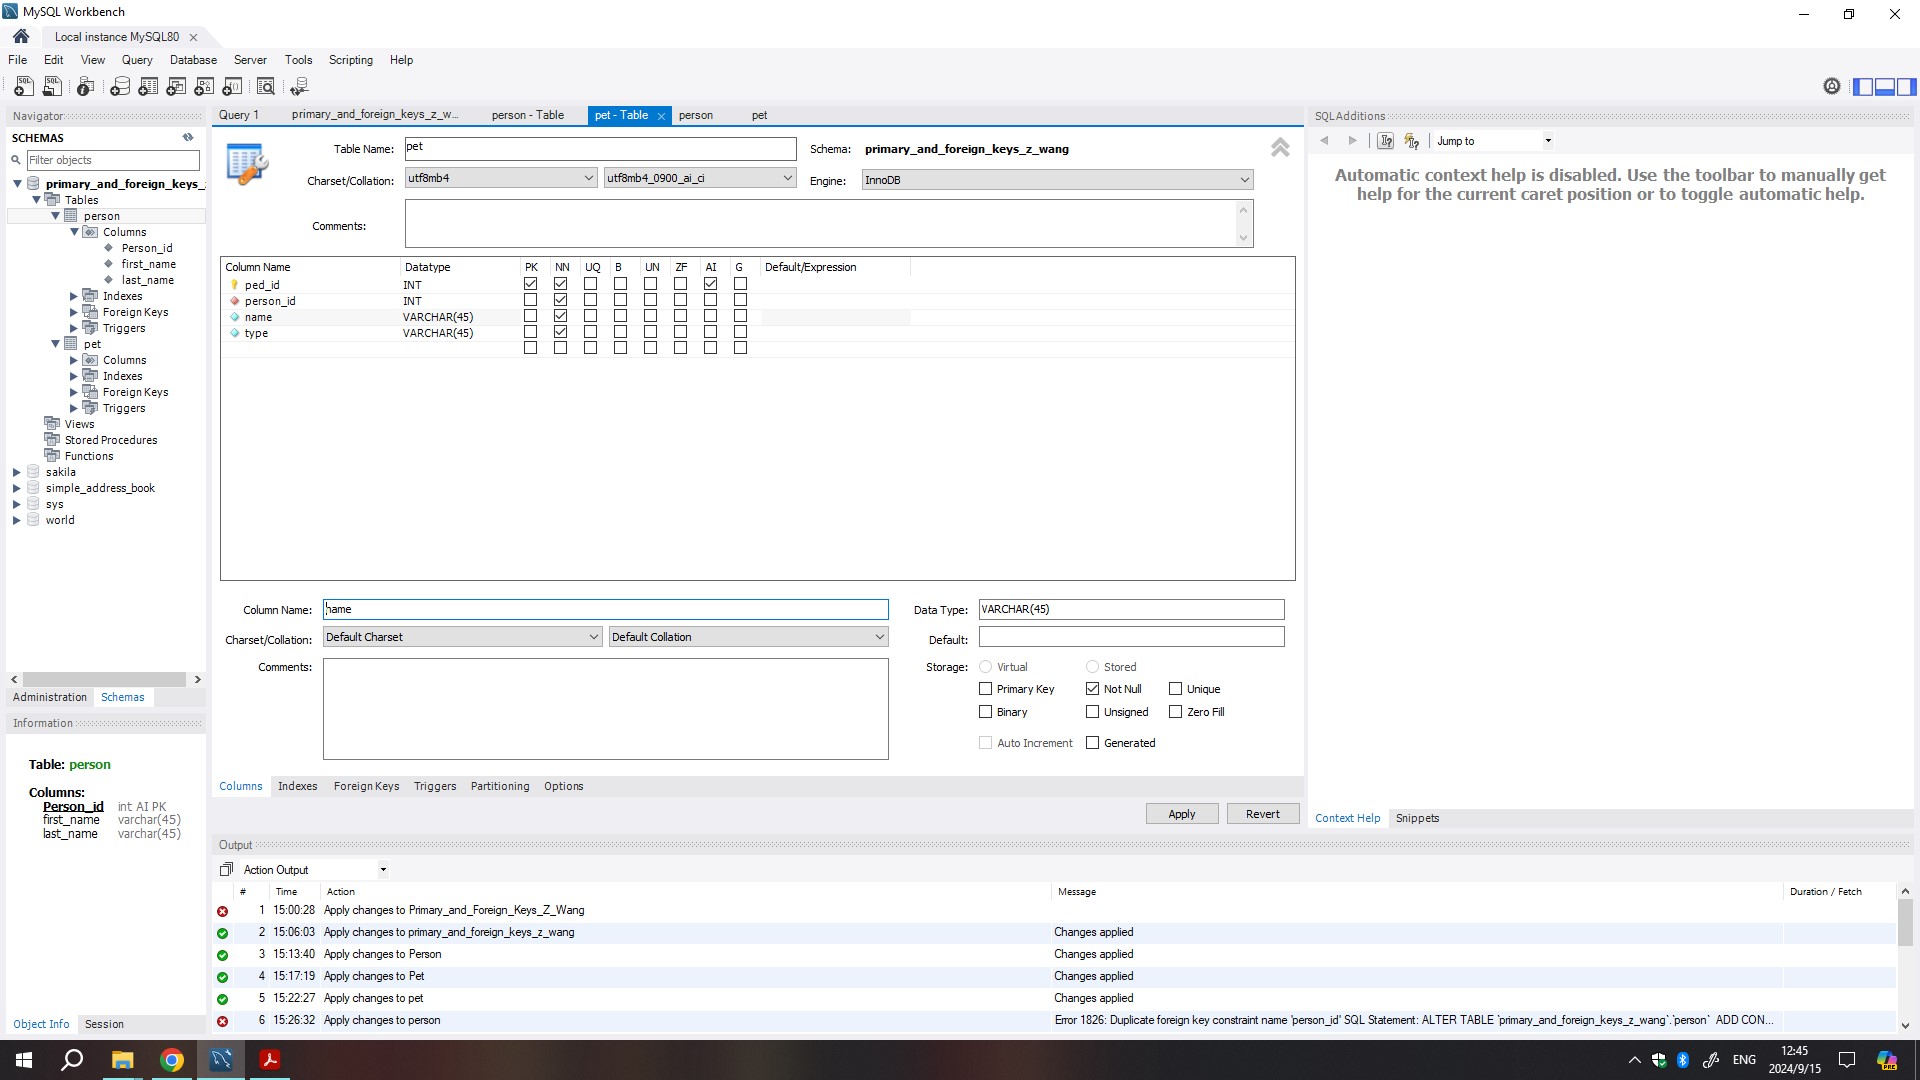 MySQL Workbench
Local instance MySQL80
File Edit View Query Database Server Tools Scripting Help
Navigator
SCHEMAS
Filter objects
primary_and_foreign_keys_
Tables
person
Columns
Person_id
first_name
last_name
Indexes
Foreign Keys
Triggers
pet
Columns
Indexes
Foreign Keys
Triggers
Views
Stored Procedures
Functions
sakila
simple_address_book
sys
world
Administration Schemas
Information
Table: person
Columns:
Person_id int AI PK
first_name varchar(45)
last_name varchar(45)
Object Info Session
Query 1 primary_and_foreign_keys_z_w... person - Table pet - Table person pet
Table Name: pet Schema: primary_and_foreign_keys_z_wang
Charset/Collation: utf8mb4 utf8mb4_0900_ai_ci Engine: InnoDB
Comments:
Column Name Datatype PK NN UQ B UN ZF AI G Default/Expression
ped_id INT
person_id INT
name VARCHAR(45)
type VARCHAR(45)
Column Name: name Data Type: VARCHAR(45)
Charset/Collation: Default Charset Default Collation Default:
Comments: Storage: Virtual Stored
Primary Key Not Null Unique
Binary Unsigned Zero Fill
Auto Increment Generated
Columns Indexes Foreign Keys Triggers Partitioning Options
Apply Revert
SQLAdditions
Jump to
Automatic context help is disabled. Use the toolbar to manually get
help for the current caret position or to toggle automatic help.
Context Help Snippets
Output
Action Output
# Time Action Message Duration / Fetch
1 15:00:28 Apply changes to Primary_and_Foreign_Keys_Z_Wang
2 15:06:03 Apply changes to primary_and_foreign_keys_z_wang Changes applied
3 15:13:40 Apply changes to Person Changes applied
4 15:17:19 Apply changes to Pet Changes applied
5 15:22:27 Apply changes to pet Changes applied
6 15:26:32 Apply changes to person Error 1826: Duplicate foreign key constraint name 'person_id' SQL Statement: ALTER TABLE `primary_and_foreign_keys_z_wang`.`person` ADD CON...
ENG
12:45
2024/9/15